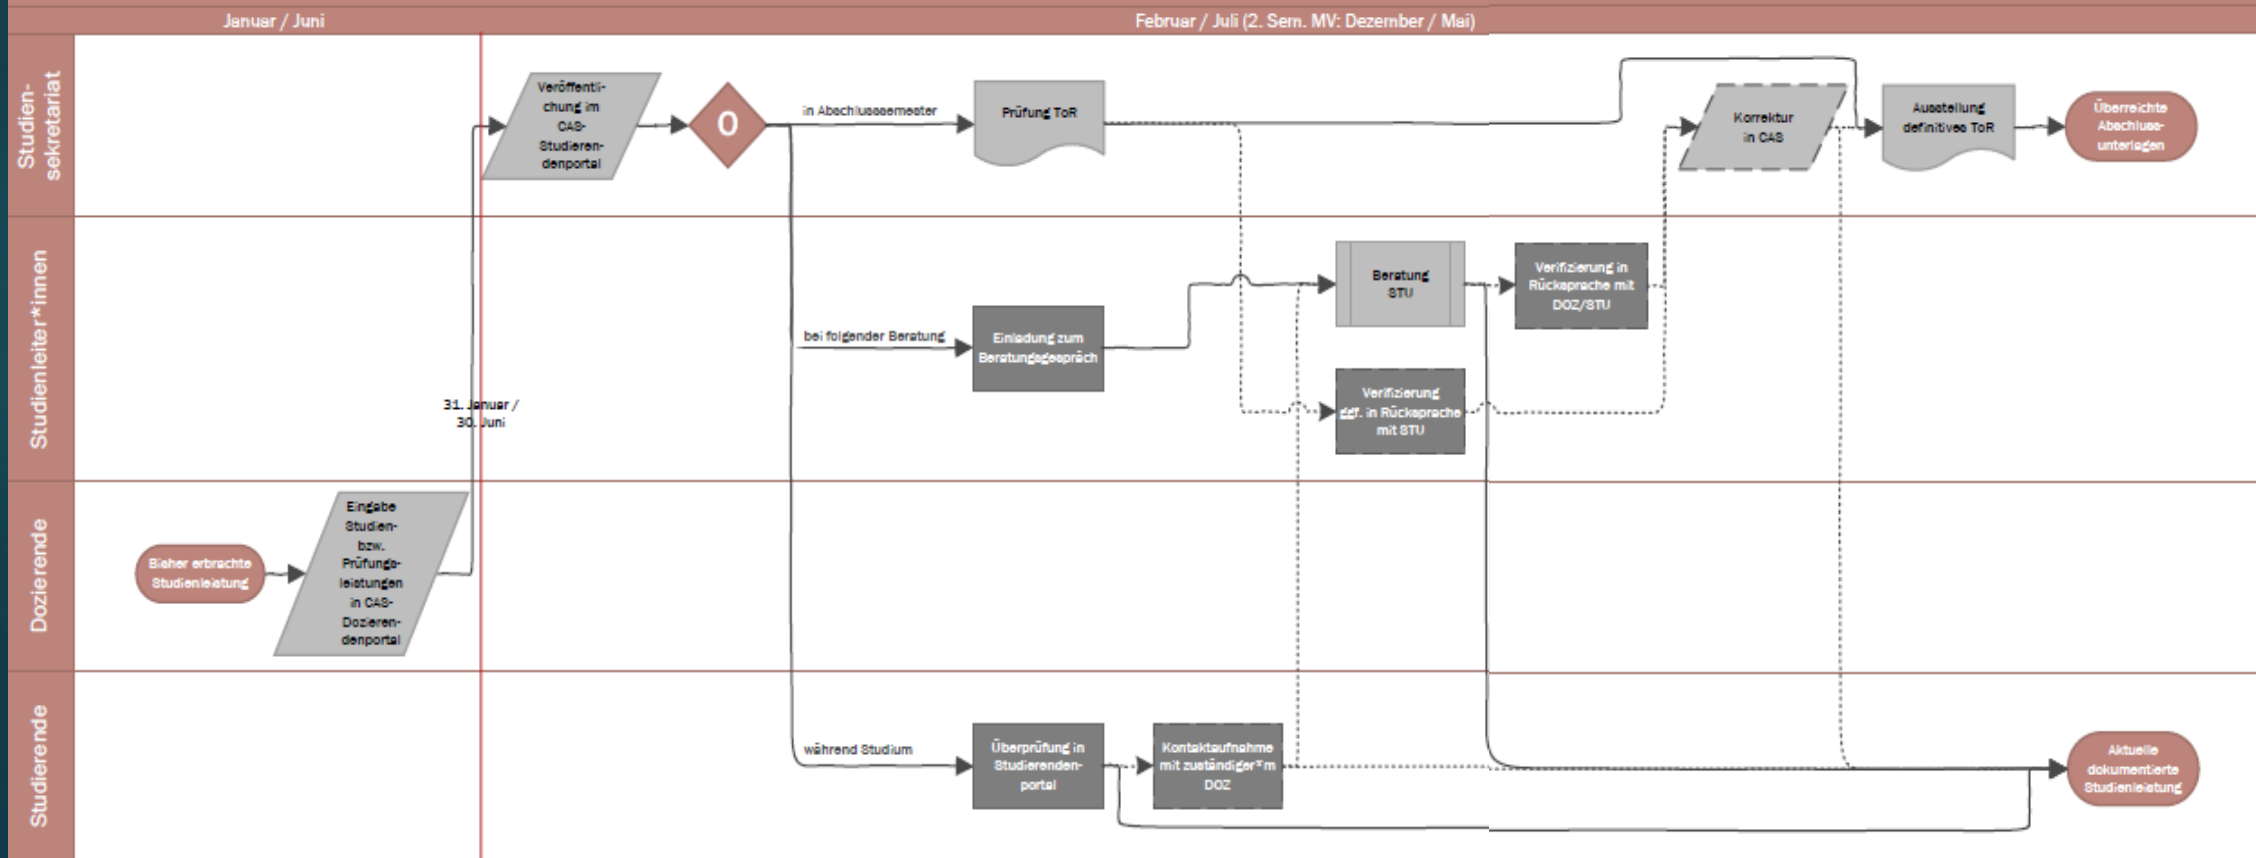 Januar / Juni
Februar / Juli (2. Sem. MV: Dezember / Mai)
Studien-
sekretariat
Veröffentli-
chung im
CAS-
Studieren-
denportal
O
in Abschlusssemester
Prüfung ToR
Korrektur
in CAS
Ausstellung
definitives ToR
Überreichte
Abschluss-
unterlagen
Studienleiter*innen
31. Januar /
30. Juni
bei folgender Beratung
Einladung zum
Beratungsgespräch
Beratung
STU
Verifizierung in
Rücksprache mit
DOZ/STU
Verifizierung
ggf. in Rücksprache
mit STU
Dozierende
Bisher erbrachte
Studienleistung
Eingabe
Studien-
bzw.
Prüfungs-
leistungen
in CAS-
Dozieren-
denportal
Studierende
während Studium
Überprüfung in
Studierenden-
portal
Kontaktaufnahme
mit zuständiger*m
DOZ
Aktuelle
dokumentierte
Studienleistung